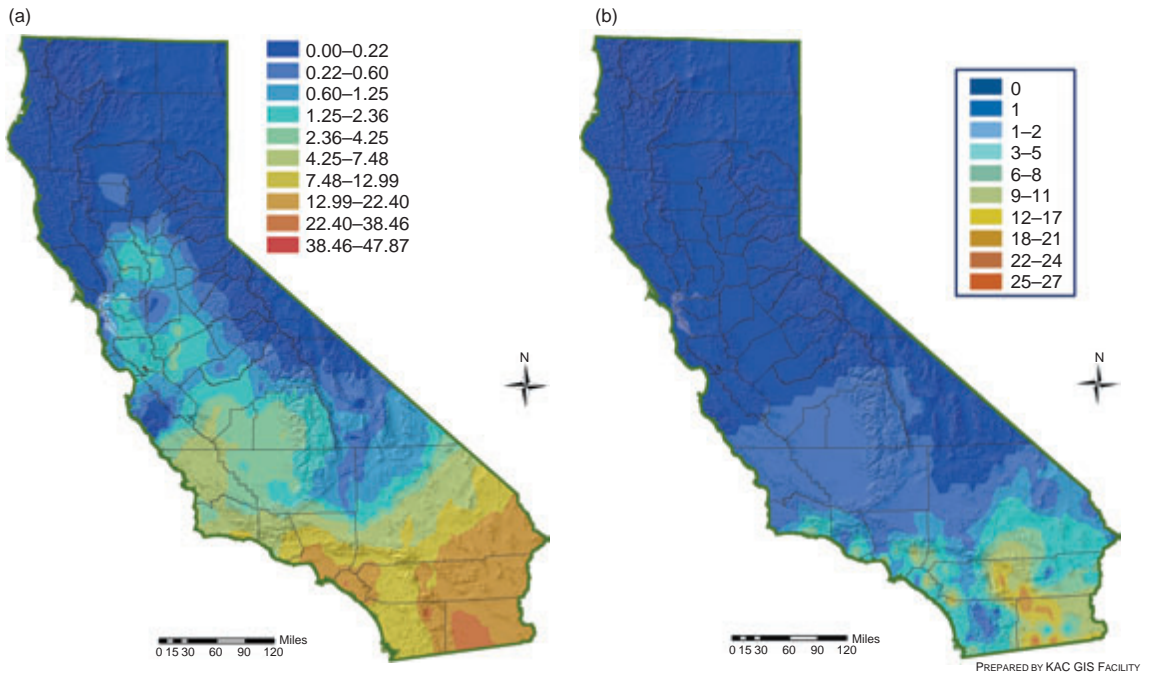 (a)
0.00–0.22
0.22–0.60
0.60–1.25
1.25–2.36
2.36–4.25
4.25–7.48
7.48–12.99
12.99–22.40
22.40–38.46
38.46–47.87
N
Miles
0 15 30 60 90 120
(b)
0
1
1–2
3–5
6–8
9–11
12–17
18–21
22–24
25–27
N
Miles
0 15 30 60 90 120
PREPARED BY KAC GIS FACILITY